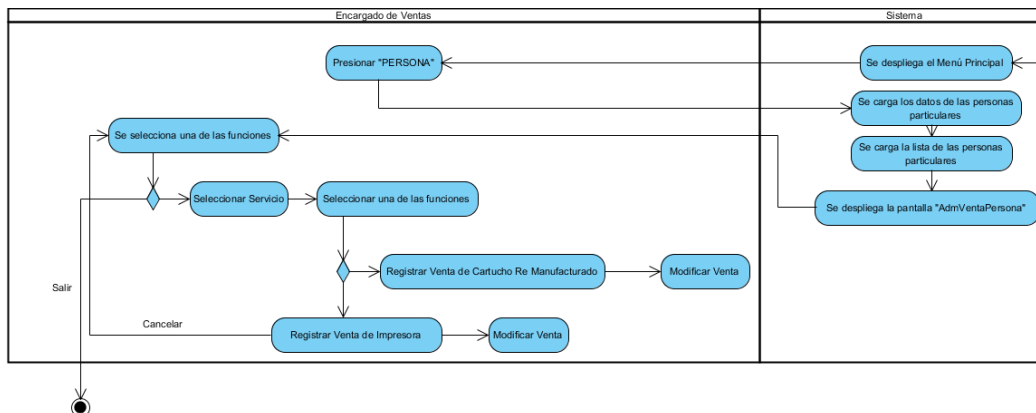 Encargado de Ventas
Sistema
Presionar "PERSONA"
Se despliega el Menú Principal
Se carga los datos de las personas
particulares
Se selecciona una de las funciones
Se carga la lista de las personas
particulares
Seleccionar Servicio
Seleccionar una de las funciones
Se despliega la pantalla "AdmVentaPersona"
Registrar Venta de Cartucho Re Manufacturado
Modificar Venta
Salir
Cancelar
Registrar Venta de Impresora
Modificar Venta